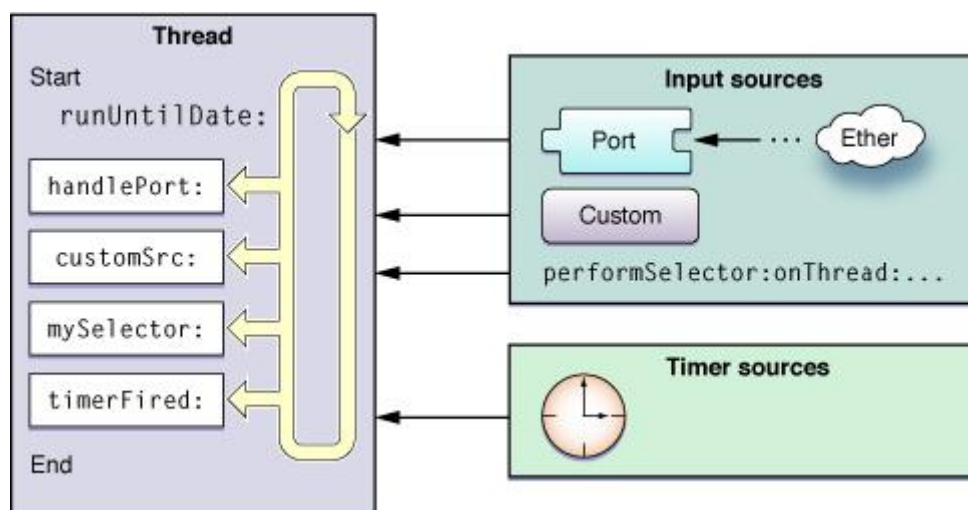 Thread
Start
runUntilDate:
handlePort:
customSrc:
mySelector:
timerFired:
End
Input sources
Port
...
Ether
Custom
performSelector:onThread:...
Timer sources